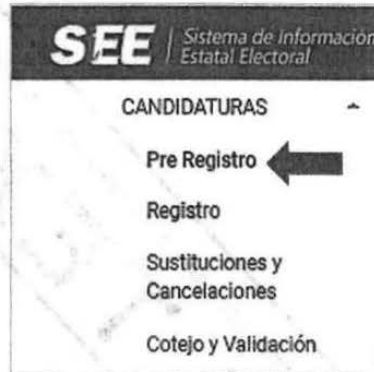 SEE | Sistema de Información
Estatal Electoral
CANDIDATURAS
Pre Registro
Registro
Sustituciones y
Cancelaciones
Cotejo y Validación